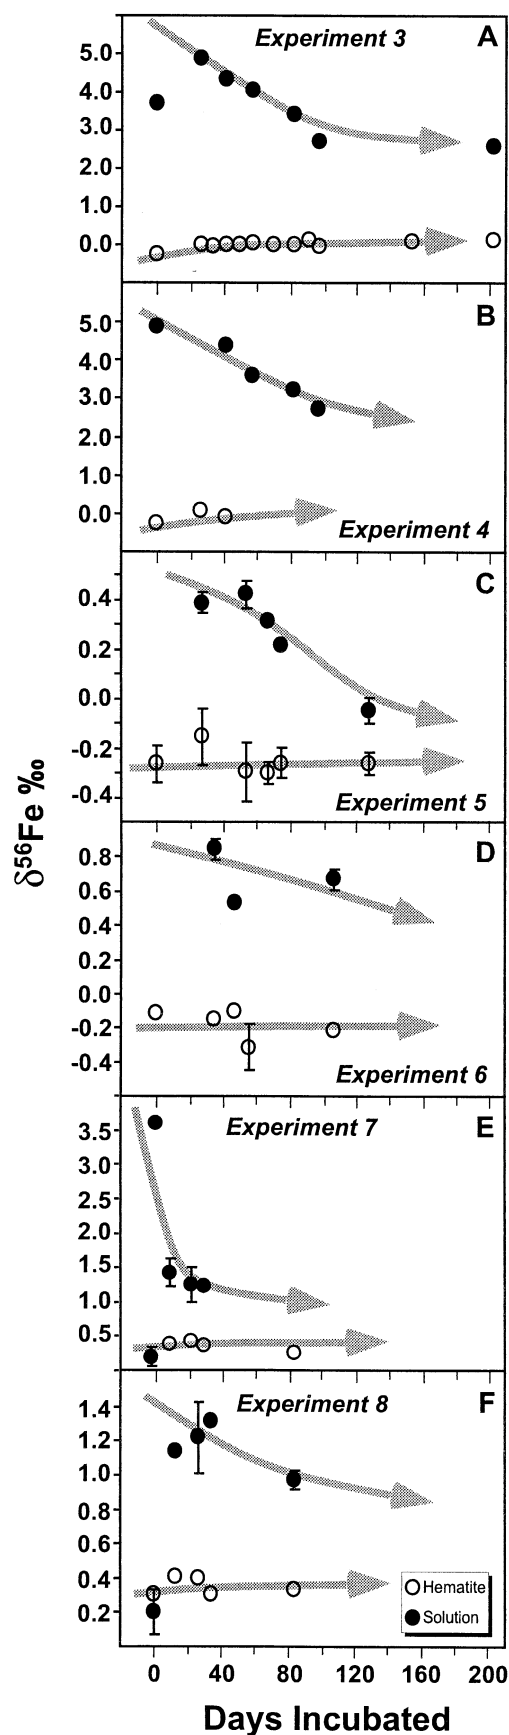 Experiment 3 A
5.0
4.0
3.0
2.0
1.0
0.0
B
5.0
4.0
3.0
2.0
1.0
0.0
Experiment 4
C
0.4
0.2
0.0
-0.2
-0.4
Experiment 5
δ56Fe ‰
D
0.8
0.6
0.4
0.2
0.0
-0.2
-0.4
Experiment 6
Experiment 7 E
3.5
3.0
2.5
2.0
1.5
1.0
0.5
Experiment 8 F
1.4
1.2
1.0
0.8
0.6
0.4
0.2
Hematite
Solution
0 40 80 120 160 200
Days Incubated